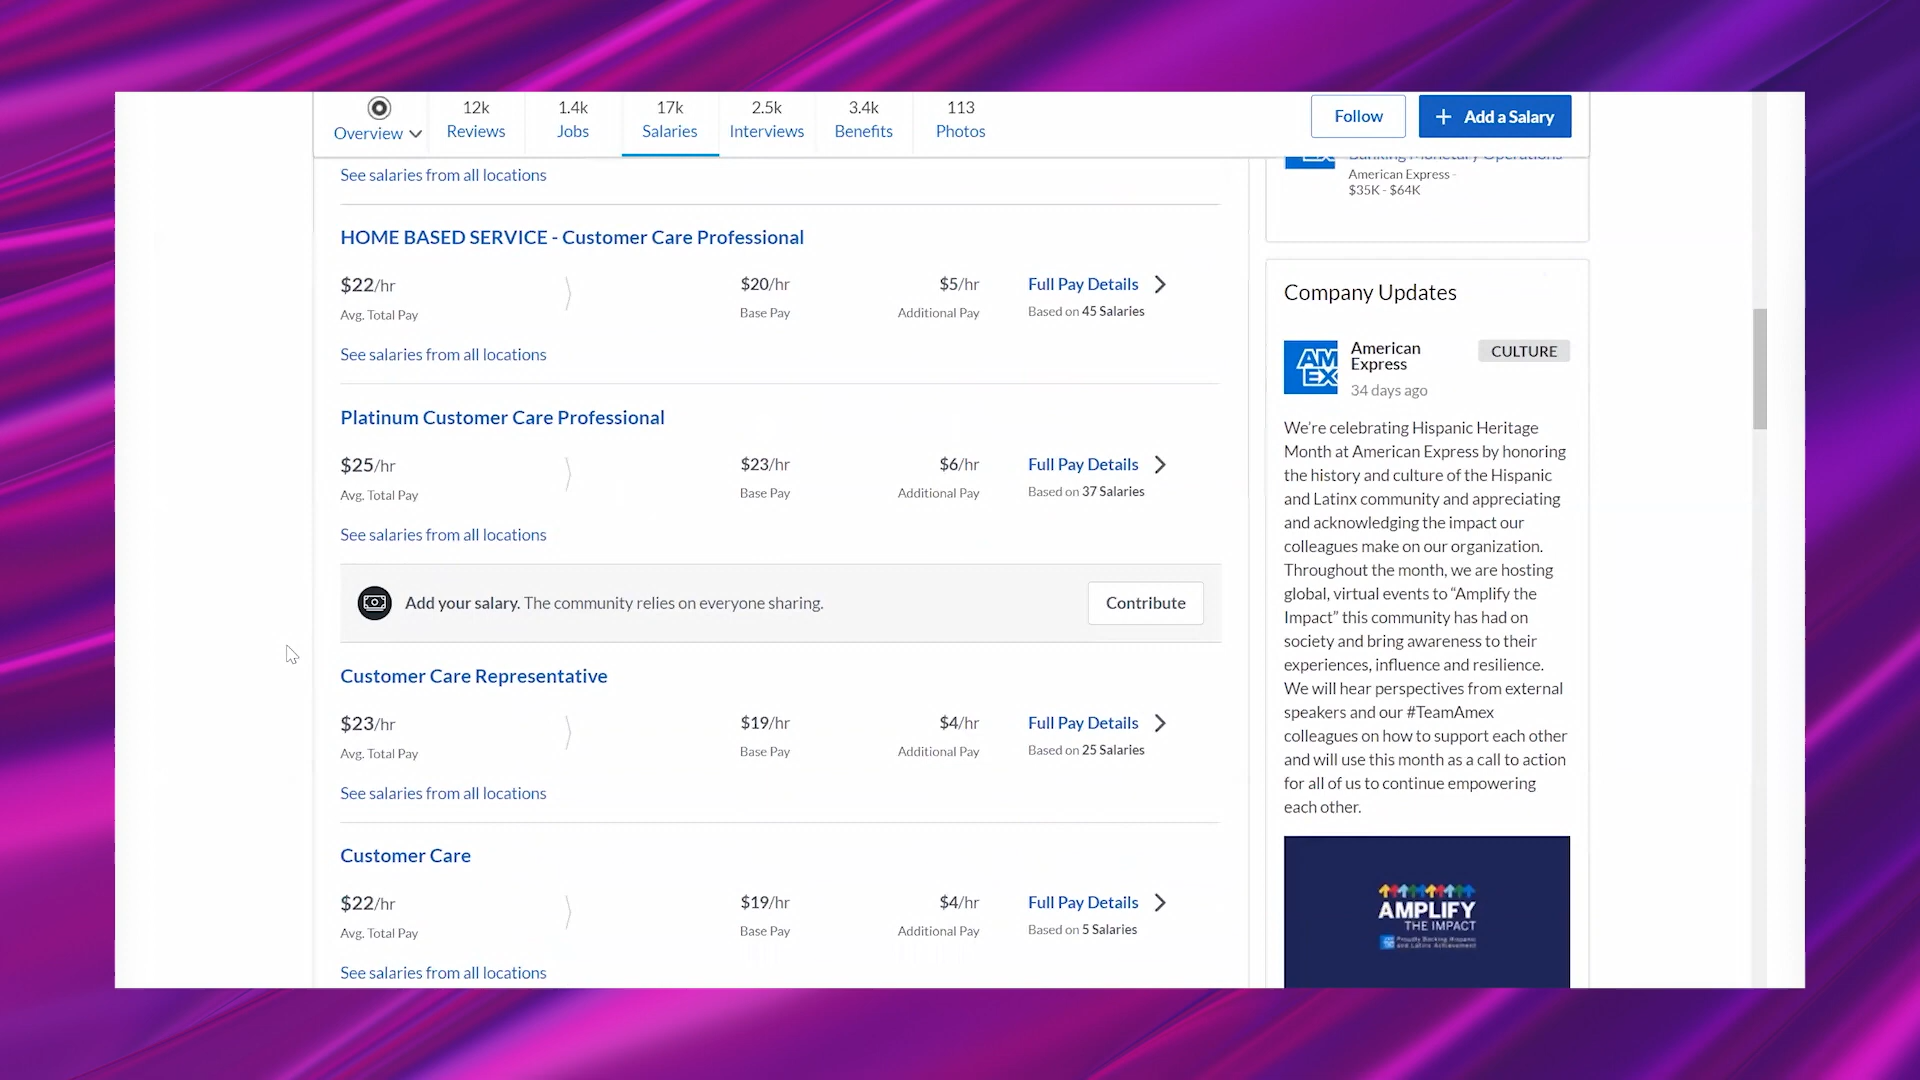 Overview
12k
Reviews
1.4k
Jobs
17k
Salaries
2.5k
Interviews
3.4k
Benefits
113
Photos
Follow
+ Add a Salary
See salaries from all locations
HOME BASED SERVICE - Customer Care Professional
$22/hr
Avg. Total Pay
$20/hr
Base Pay
$5/hr
Additional Pay
Full Pay Details
Based on 45 Salaries
See salaries from all locations
Platinum Customer Care Professional
$25/hr
Avg. Total Pay
$23/hr
Base Pay
$6/hr
Additional Pay
Full Pay Details
Based on 37 Salaries
See salaries from all locations
Add your salary. The community relies on everyone sharing.
Contribute
Customer Care Representative
$23/hr
Avg. Total Pay
$19/hr
Base Pay
$4/hr
Additional Pay
Full Pay Details
Based on 25 Salaries
See salaries from all locations
Customer Care
$22/hr
Avg. Total Pay
$19/hr
Base Pay
$4/hr
Additional Pay
Full Pay Details
Based on 5 Salaries
See salaries from all locations
Banking Monetary Operations
American Express -
$35K - $64K
Company Updates
AM
EX
American
Express
CULTURE
34 days ago
We’re celebrating Hispanic Heritage
Month at American Express by honoring
the history and culture of the Hispanic
and Latinx community and appreciating
and acknowledging the impact our
colleagues make on our organization.
Throughout the month, we are hosting
global, virtual events to “Amplify the
Impact” this community has had on
society and bring awareness to their
experiences, influence and resilience.
We will hear perspectives from external
speakers and our #TeamAmex
colleagues on how to support each other
and will use this month as a call to action
for all of us to continue empowering
each other.
AMPLIFY
THE IMPACT
Proudly Backing Hispanic
and Latinx Achievement